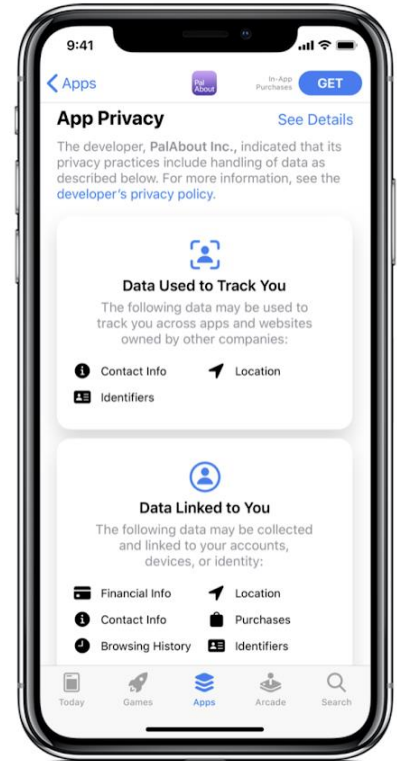 9:41
Apps
Pal
About
In-App
Purchases
GET
App Privacy
See Details
The developer, PalAbout Inc., indicated that its
privacy practices include handling of data as
described below. For more information, see the
developer's privacy policy.
Data Used to Track You
The following data may be used to
track you across apps and websites
owned by other companies:
Contact Info
Location
Identifiers
Data Linked to You
The following data may be collected
and linked to your accounts,
devices, or identity:
Financial Info
Location
Contact Info
Purchases
Browsing History
Identifiers
Today
Games
Apps
Arcade
Search